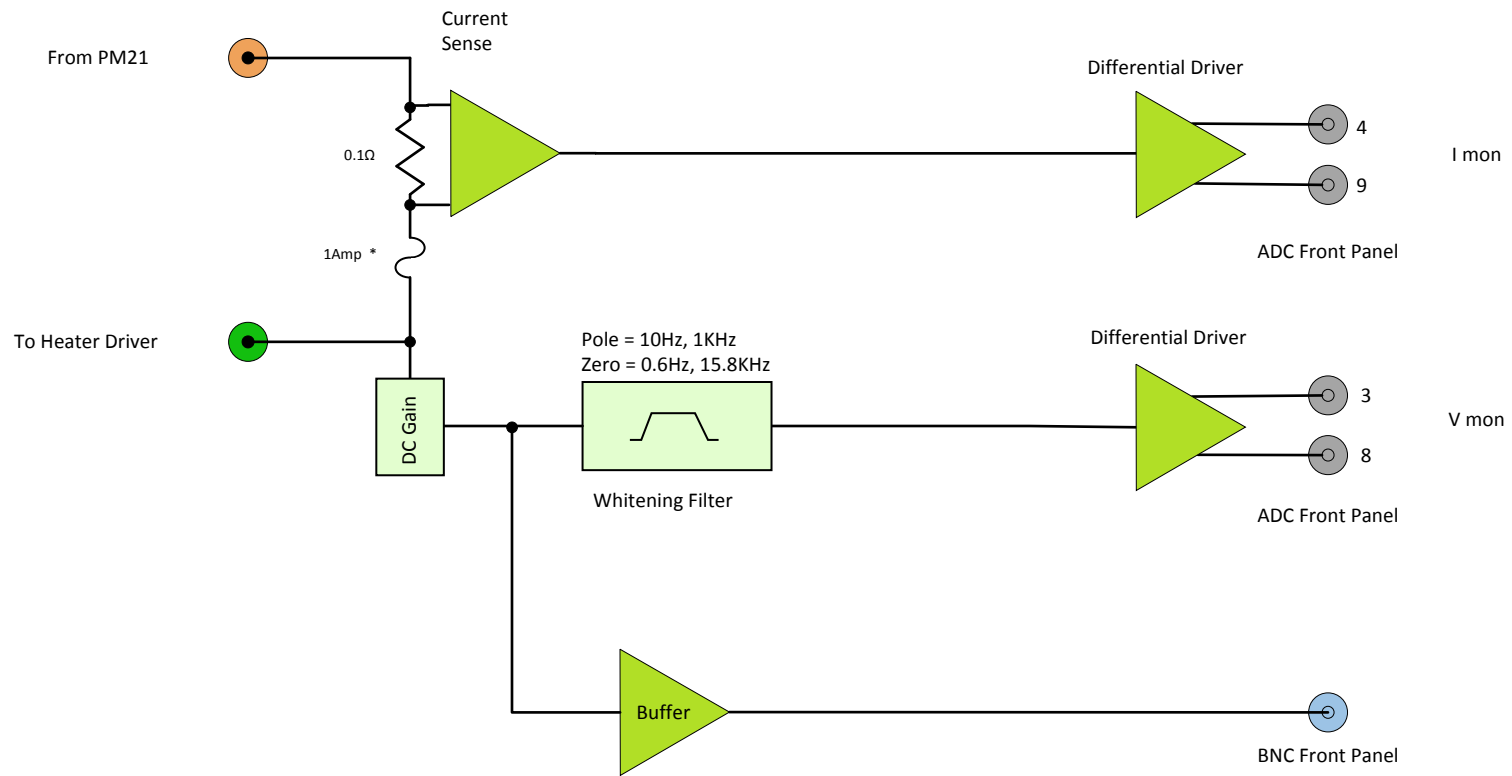 Current
Sense
From PM21
Differential Driver
4
0.1Ω
I mon
9
1Amp *
ADC Front Panel
To Heater Driver
Pole = 10Hz, 1KHz
Zero = 0.6Hz, 15.8KHz
Differential Driver
3
DC Gain
V mon
8
Whitening Filter
ADC Front Panel
Buffer
BNC Front Panel